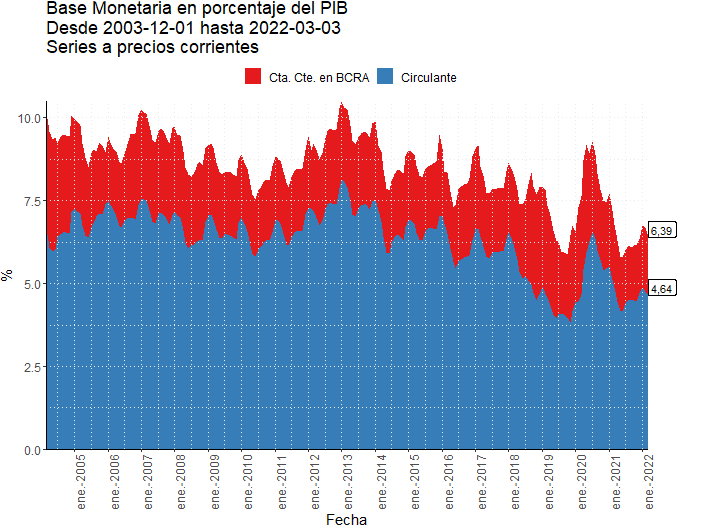 Base Monetaria en porcentaje del PIB
Desde 2003-12-01 hasta 2022-03-03
Series a precios corrientes
Cta. Cte. en BCRA
Circulante
10.0
7.5
5.0
2.5
0.0
%
6,39
4,64
ene.-2005
ene.-2006
ene.-2007
ene.-2008
ene.-2009
ene.-2010
ene.-2011
ene.-2012
ene.-2013
ene.-2014
ene.-2015
ene.-2016
ene.-2017
ene.-2018
ene.-2019
ene.-2020
ene.-2021
ene.-2022
Fecha